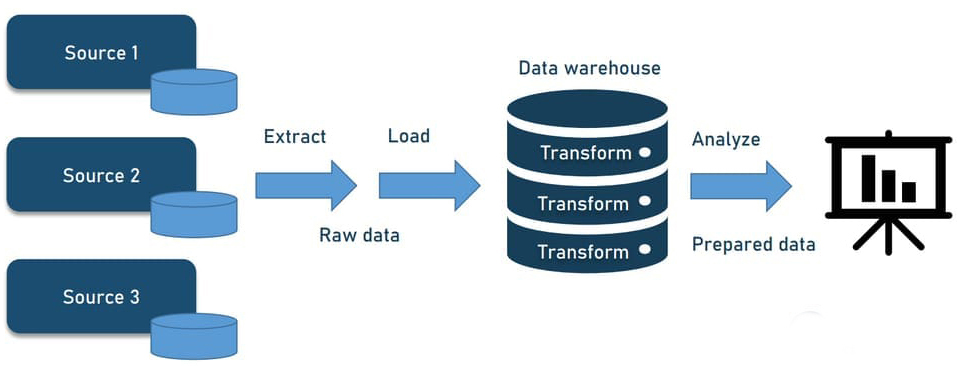 Source 1
Source 2
Source 3
Extract
Load
Raw data
Data warehouse
Transform
Transform
Transform
Analyze
Prepared data